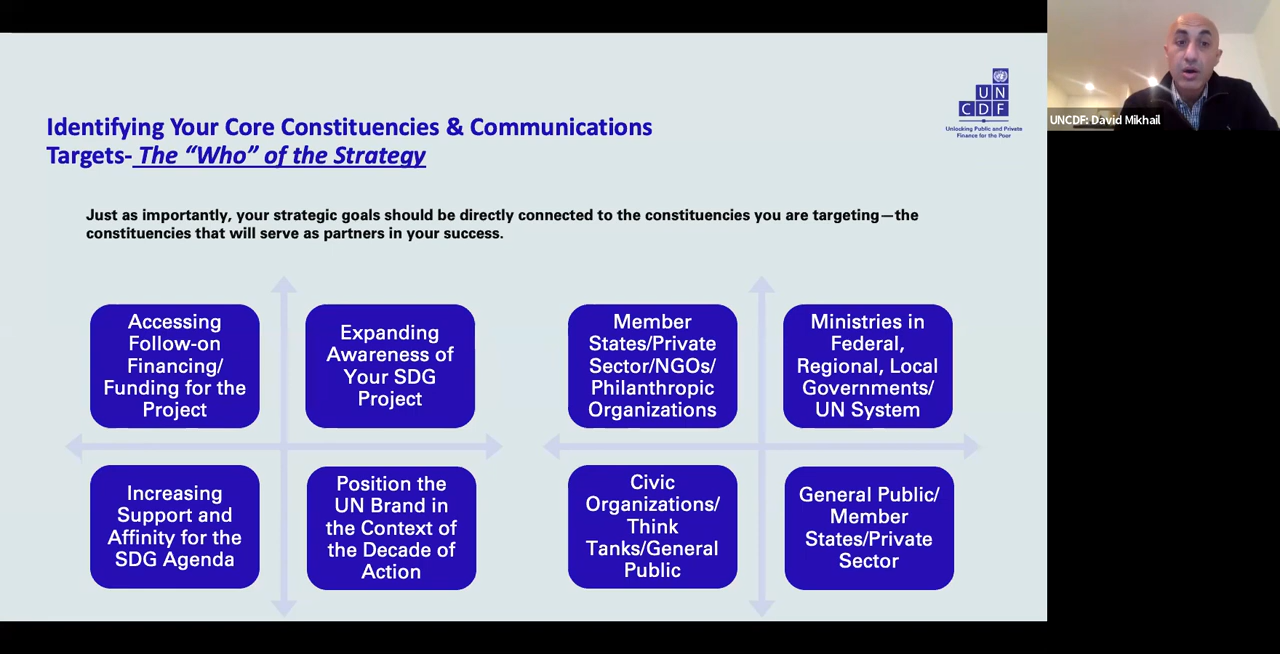 Identifying Your Core Constituencies & Communications
Targets- The “Who” of the Strategy
UN
CDF
Unlocking Public and Private
Finance for the Poor
UNCDF: David Mikhail
Just as importantly, your strategic goals should be directly connected to the constituencies you are targeting—the
constituencies that will serve as partners in your success.
Accessing
Follow-on
Financing/
Funding for the
Project
Expanding
Awareness of
Your SDG
Project
Increasing
Support and
Affinity for the
SDG Agenda
Position the
UN Brand in
the Context of
the Decade of
Action
Member
States/Private
Sector/NGOs/
Philanthropic
Organizations
Ministries in
Federal,
Regional, Local
Governments/
UN System
Civic
Organizations/
Think
Tanks/General
Public
General Public/
Member
States/Private
Sector